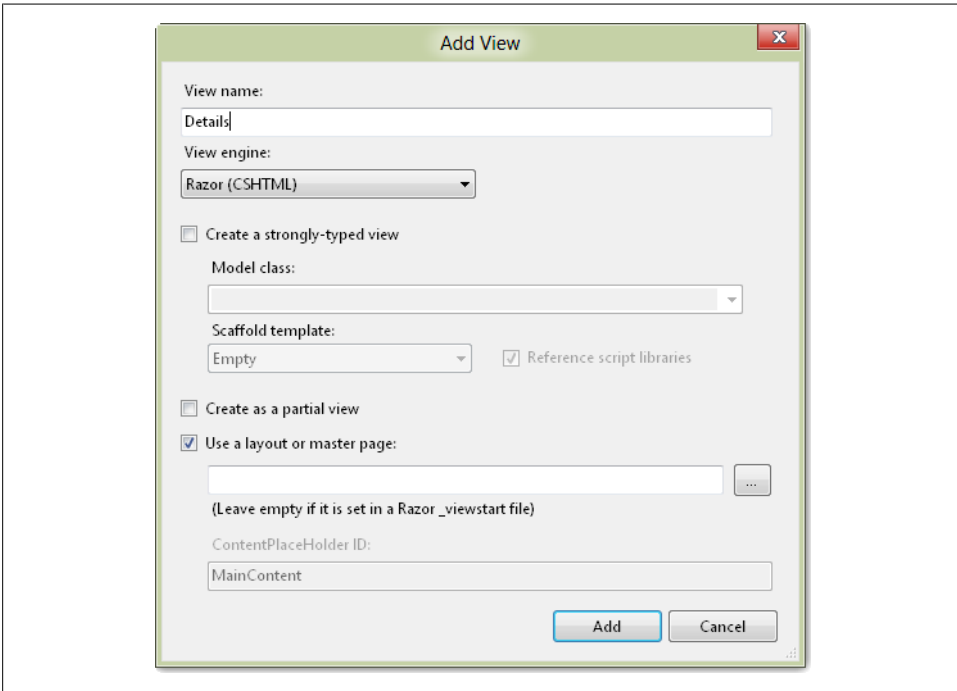 Add View
View name:
Details
View engine:
Razor (CSHTML)
Create a strongly-typed view
Model class:
Scaffold template:
Empty
Reference script libraries
Create as a partial view
Use a layout or master page:
...
(Leave empty if it is set in a Razor _viewstart file)
ContentPlaceHolder ID:
MainContent
Add
Cancel